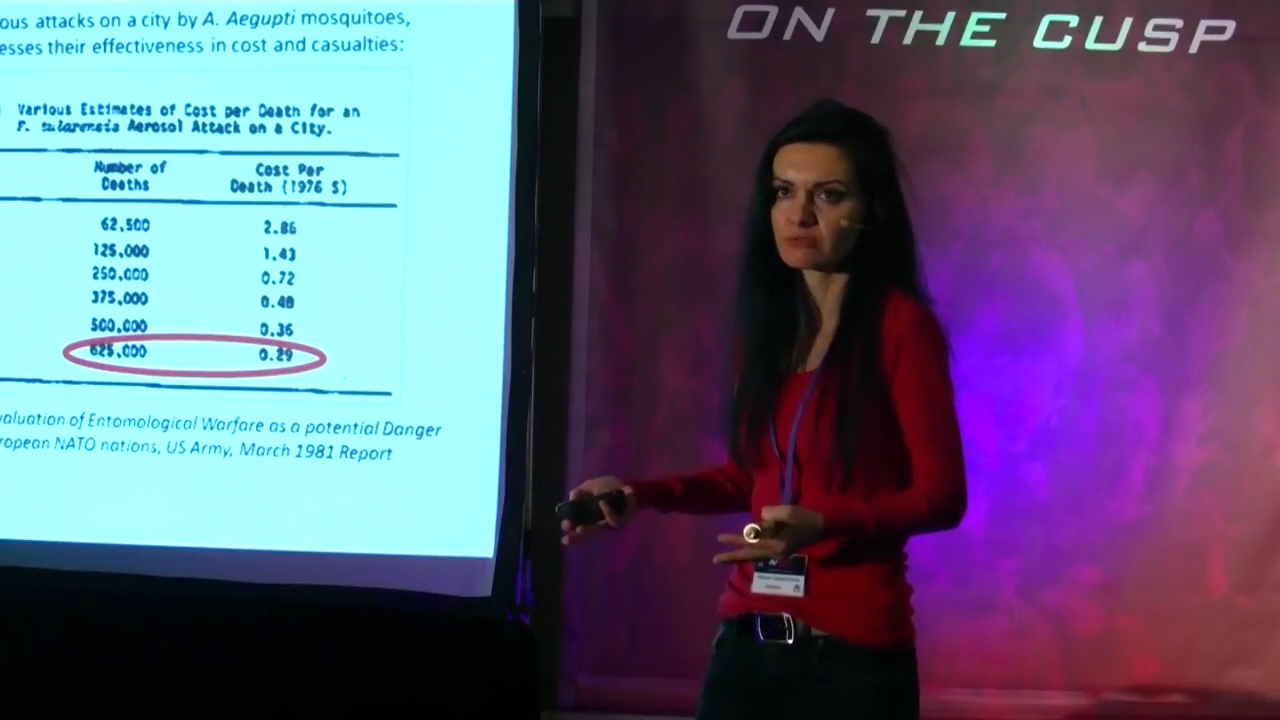 ous attacks on a city by A. Aegupti mosquitoes,
esses their effectiveness in cost and casualties:
Various Estimates of Cost per Death for an
F. tularensis Aerosol Attack on a City.
Number of Deaths
Cost Per Death (1976 $)
62,500 2.86
125,000 1.43
250,000 0.72
375,000 0.48
500,000 0.36
625,000 0.29
valuation of Entomological Warfare as a potential Danger
ropean NATO nations, US Army, March 1981 Report
ON THE CUSP